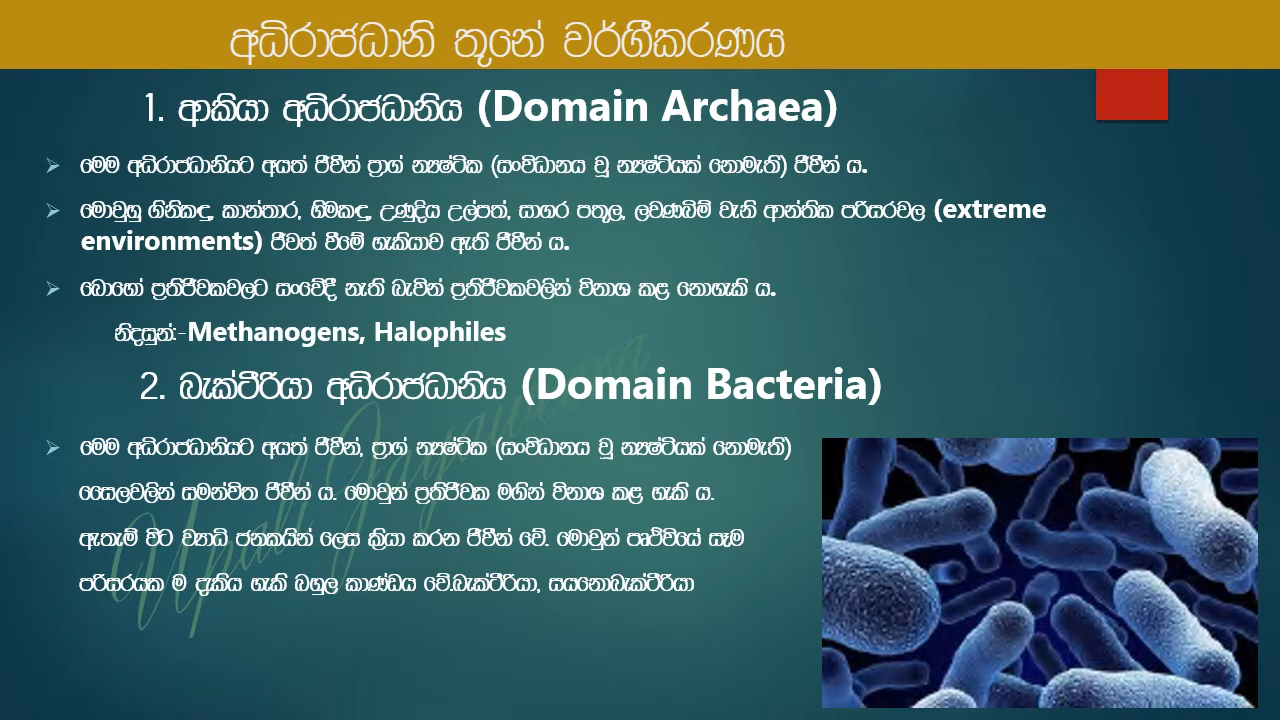 අධිරාජධානි තුනේ වර්ගීකරණය
1. ආකියා අධිරාජධානිය (Domain Archaea)
මෙම අධිරාජධානියට අයත් ජීවීන් ප්‍රාග් න්‍යෂ්ටික (සංවිධානය වූ න්‍යෂ්ටියක් නොමැති) ජීවීන් ය.
මොවුහු ගිනිකඳු, කාන්තාර, හිමකඳු, උණුදිය උල්පත්, සාගර පතුල, ලවණබිම් වැනි ආන්තික පරිසරවල (extreme
environments) ජීවත් වීමේ හැකියාව ඇති ජීවීන් ය.
බොහෝ ප්‍රතිජීවකවලට සංවේදී නැති බැවින් ප්‍රතිජීවකවලින් විනාශ කළ නොහැකි ය.
නිදසුන්:-Methanogens, Halophiles
2. බැක්ටීරියා අධිරාජධානිය (Domain Bacteria)
මෙම අධිරාජධානියට අයත් ජීවීන්, ප්‍රාග් න්‍යෂ්ටික (සංවිධානය වූ න්‍යෂ්ටියක් නොමැති)
සෛලවලින් සමන්විත ජීවීන් ය. මොවුන් ප්‍රතිජීවක මගින් විනාශ කළ හැකි ය.
ඇතැම් විට ව්‍යාධි ජනකයින් ලෙය ක්‍රියා කරන ජීවීන් වේ. මොවුන් පෘථිවියේ සෑම
පරිසරයක ම දැකිය හැකි බහුල කාණ්ඩය වේ.බැක්ටීරියා, සයනොබැක්ටීරියා